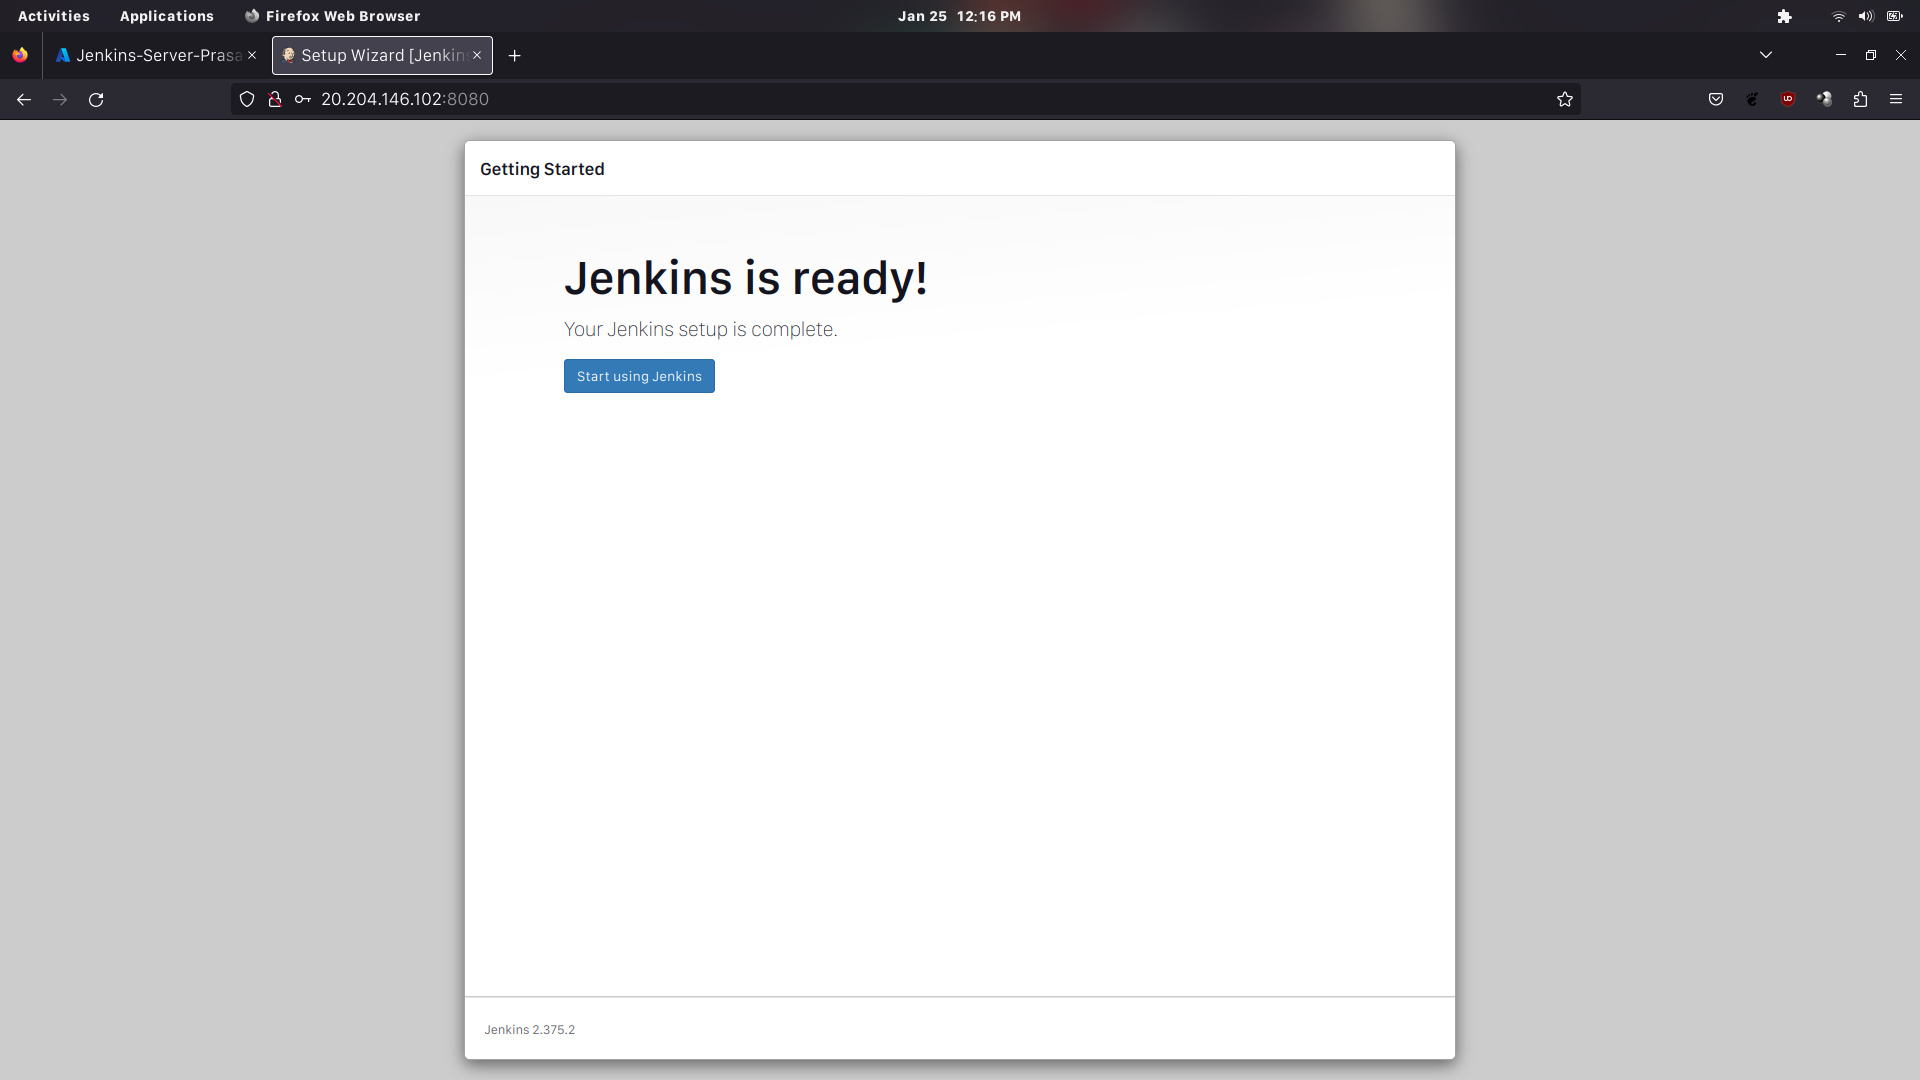 Activities Applications Firefox Web Browser Jan 25 12:16 PM
Jenkins-Server-Prasa Setup Wizard [Jenkins
20.204.146.102:8080
Getting Started
Jenkins is ready!
Your Jenkins setup is complete.
Start using Jenkins
Jenkins 2.375.2